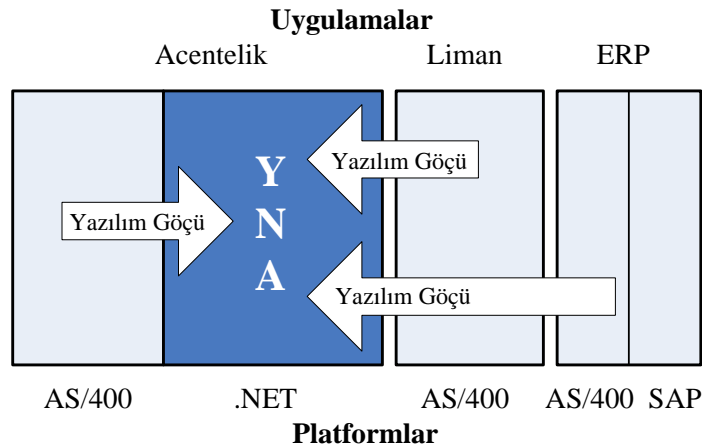 Uygulamalar
Acentelik Liman ERP
Yazılım Göçü
Yazılım Göçü
Yazılım Göçü
Y
N
A
AS/400 .NET AS/400 AS/400 SAP
Platformlar